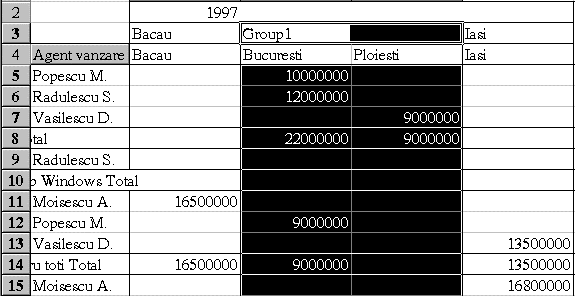 2 1997
3 Bacau Group1 Iasi
4 Agent vanzare Bacau Bucuresti Ploiesti Iasi
5 Popescu M. 10000000
6 Radulescu S. 12000000
7 Vasilescu D. 9000000
8 otal 22000000 9000000
9 Radulescu S.
10 Windows Total
11 Moisescu A. 16500000
12 Popescu M. 9000000
13 Vasilescu D. 13500000
14 u toti Total 16500000 9000000 13500000
15 Moisescu A. 16800000